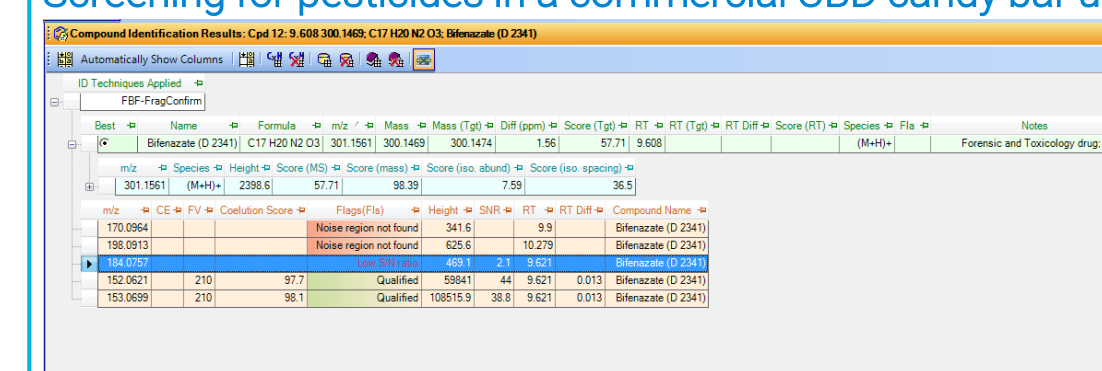 Screening for pesticides in a commercial CBD candy bar u
Compound Identification Results: Cpd 12: 9.608 300.1469; C17 H20 N2 O3; Bifenazate (D 2341)
Automatically Show Columns
ID Techniques Applied
FBF-FragConfirm
Best Name Formula m/z Mass Mass (Tgt) Diff (ppm) Score (Tgt) RT RT (Tgt) RT Diff Score (RT) Species Fla Notes
Bifenazate (D 2341) C17 H20 N2 O3 301.1561 300.1469 300.1474 1.56 57.71 9.608 (M+H)+ Forensic and Toxicology drug;
m/z Species Height Score (MS) Score (mass) Score (iso. abund) Score (iso. spacing)
301.1561 (M+H)+ 2398.6 57.71 98.39 7.59 36.5
m/z CE FV Coelution Score Flags(Fls) Height SNR RT RT Diff Compound Name
170.0964 Noise region not found 341.6 9.9 Bifenazate (D 2341)
198.0913 Noise region not found 625.6 10.279 Bifenazate (D 2341)
184.0757 Low S/N ratio 469.1 2.1 9.621 Bifenazate (D 2341)
152.0621 210 97.7 Qualified 59841 44 9.621 0.013 Bifenazate (D 2341)
153.0699 210 98.1 Qualified 108515.9 38.8 9.621 0.013 Bifenazate (D 2341)